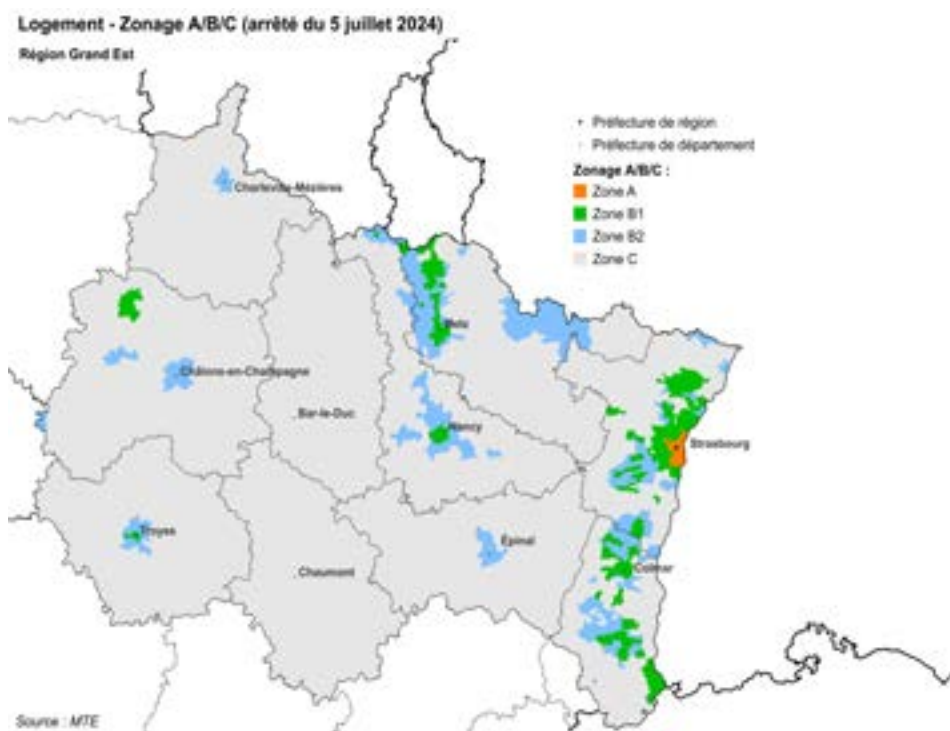 Logement - Zonage A/B/C (arrêté du 5 juillet 2024)
Région Grand Est
Préfecture de région
Préfecture de département
Zonage A/B/C :
Zone A
Zone B1
Zone B2
Zone C
Charleville-Mézières
Metz
Châlons-en-Champagne
Bar-le-Duc
Nancy
Strasbourg
Troyes
Épinal
Chaumont
Colmar
Source : MTE